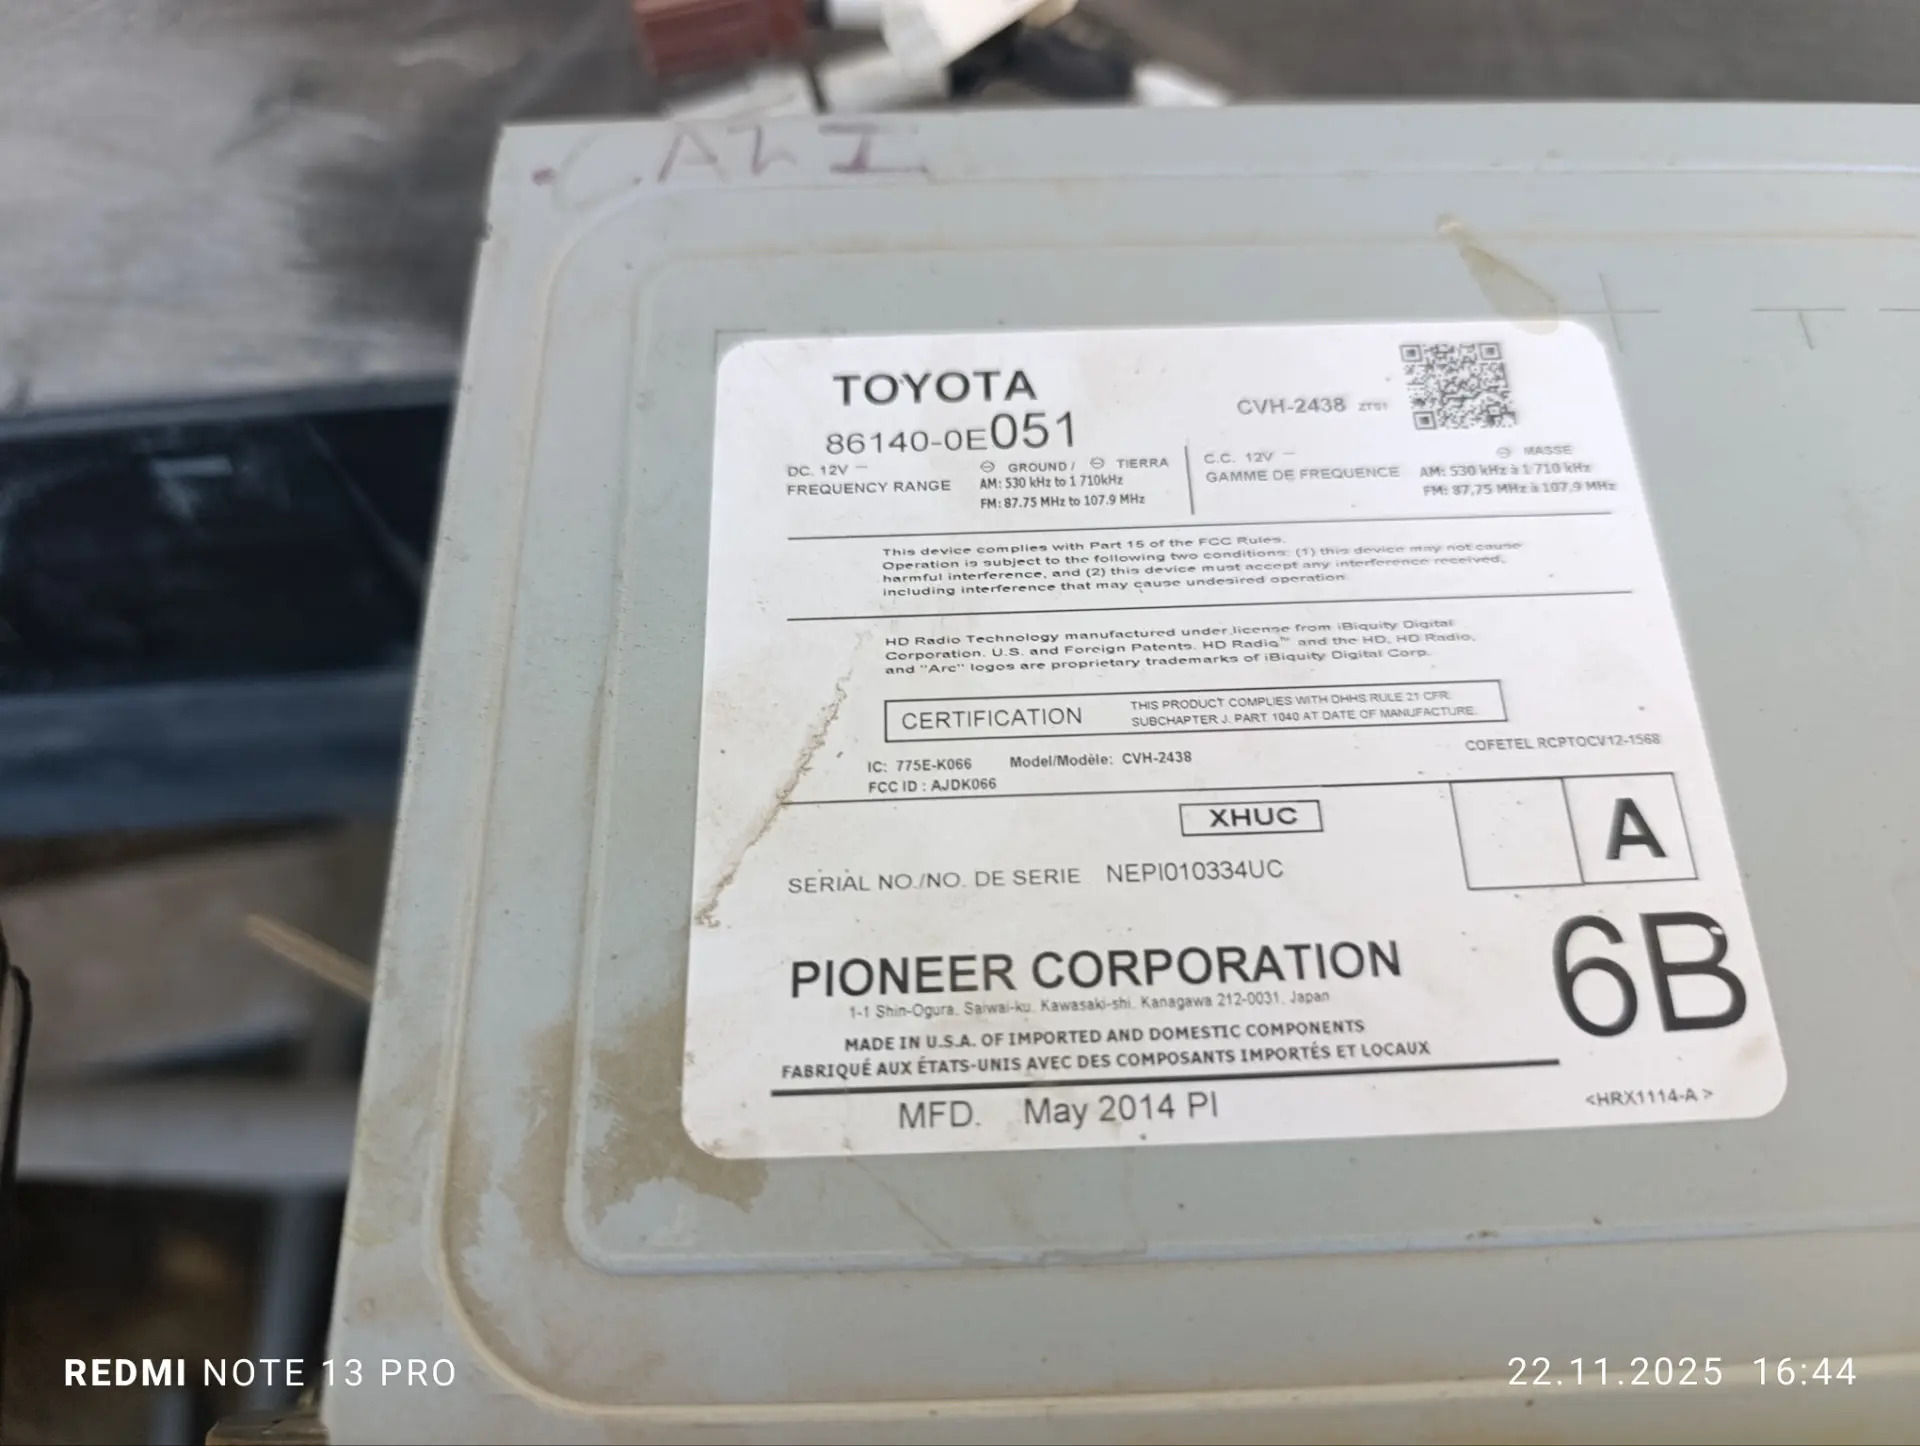 ALI
TOYOTA
86140-0E051
CVH-2438 ZTS1
DC. 12V
GROUND / TIERRA
FREQUENCY RANGE
AM: 530 kHz to 1 710kHz
FM: 87.75 MHz to 107.9 MHz
C.C. 12V
MASSE
GAMME DE FREQUENCE
AM: 530 kHz à 1 710 kHz
FM: 87,75 MHz à 107,9 MHz
This device complies with Part 15 of the FCC Rules.
Operation is subject to the following two conditions: (1) this device may not cause
harmful interference, and (2) this device must accept any interference received,
including interference that may cause undesired operation.
HD Radio Technology manufactured under license from iBiquity Digital
Corporation. U.S. and Foreign Patents. HD Radio™ and the HD, HD Radio,
and "Arc" logos are proprietary trademarks of iBiquity Digital Corp.
CERTIFICATION
THIS PRODUCT COMPLIES WITH DHHS RULE 21 CFR
SUBCHAPTER J. PART 1040 AT DATE OF MANUFACTURE.
IC: 775E-K066 Model/Modèle: CVH-2438
COFETEL RCPTOCV12-1568
FCC ID : AJDK066
XHUC
A
SERIAL NO./NO. DE SERIE NEPI010334UC
6B
PIONEER CORPORATION
1-1 Shin-Ogura, Saiwai-ku, Kawasaki-shi, Kanagawa 212-0031, Japan
MADE IN U.S.A. OF IMPORTED AND DOMESTIC COMPONENTS
FABRIQUÉ AUX ÉTATS-UNIS AVEC DES COMPOSANTS IMPORTÉS ET LOCAUX
MFD. May 2014 PI
<HRX1114-A >
REDMI NOTE 13 PRO
22.11.2025 16:44